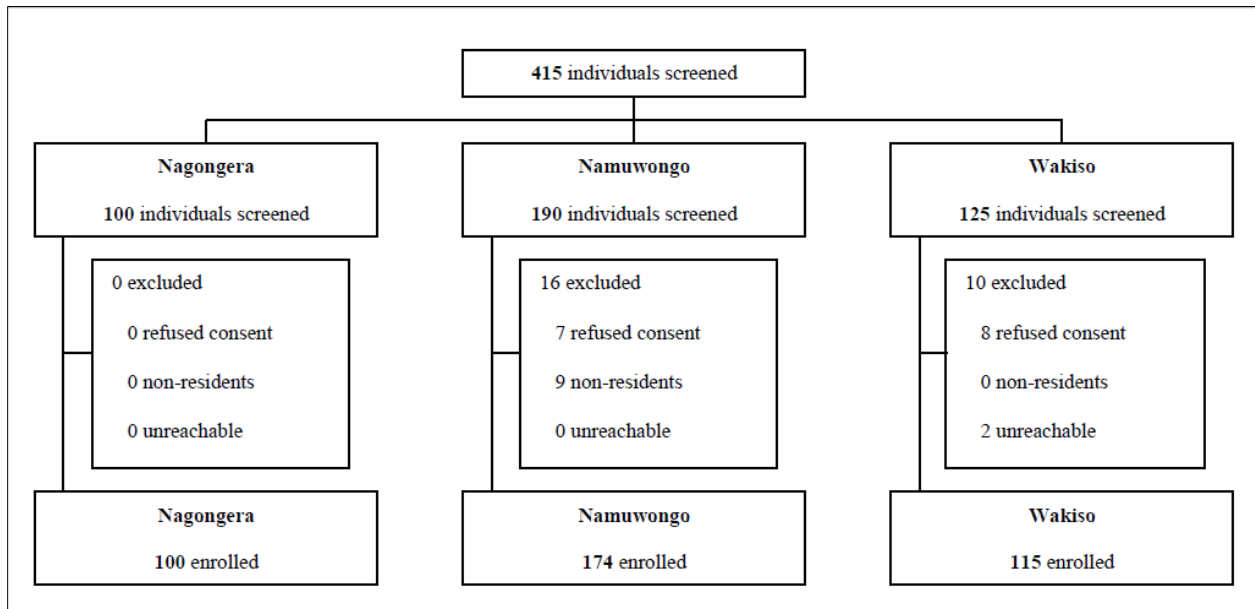 415 individuals screened
Nagongera
100 individuals screened
Namuwongo
190 individuals screened
Wakiso
125 individuals screened
0 excluded
0 refused consent
0 non-residents
0 unreachable
16 excluded
7 refused consent
9 non-residents
0 unreachable
10 excluded
8 refused consent
0 non-residents
2 unreachable
Nagongera
100 enrolled
Namuwongo
174 enrolled
Wakiso
115 enrolled